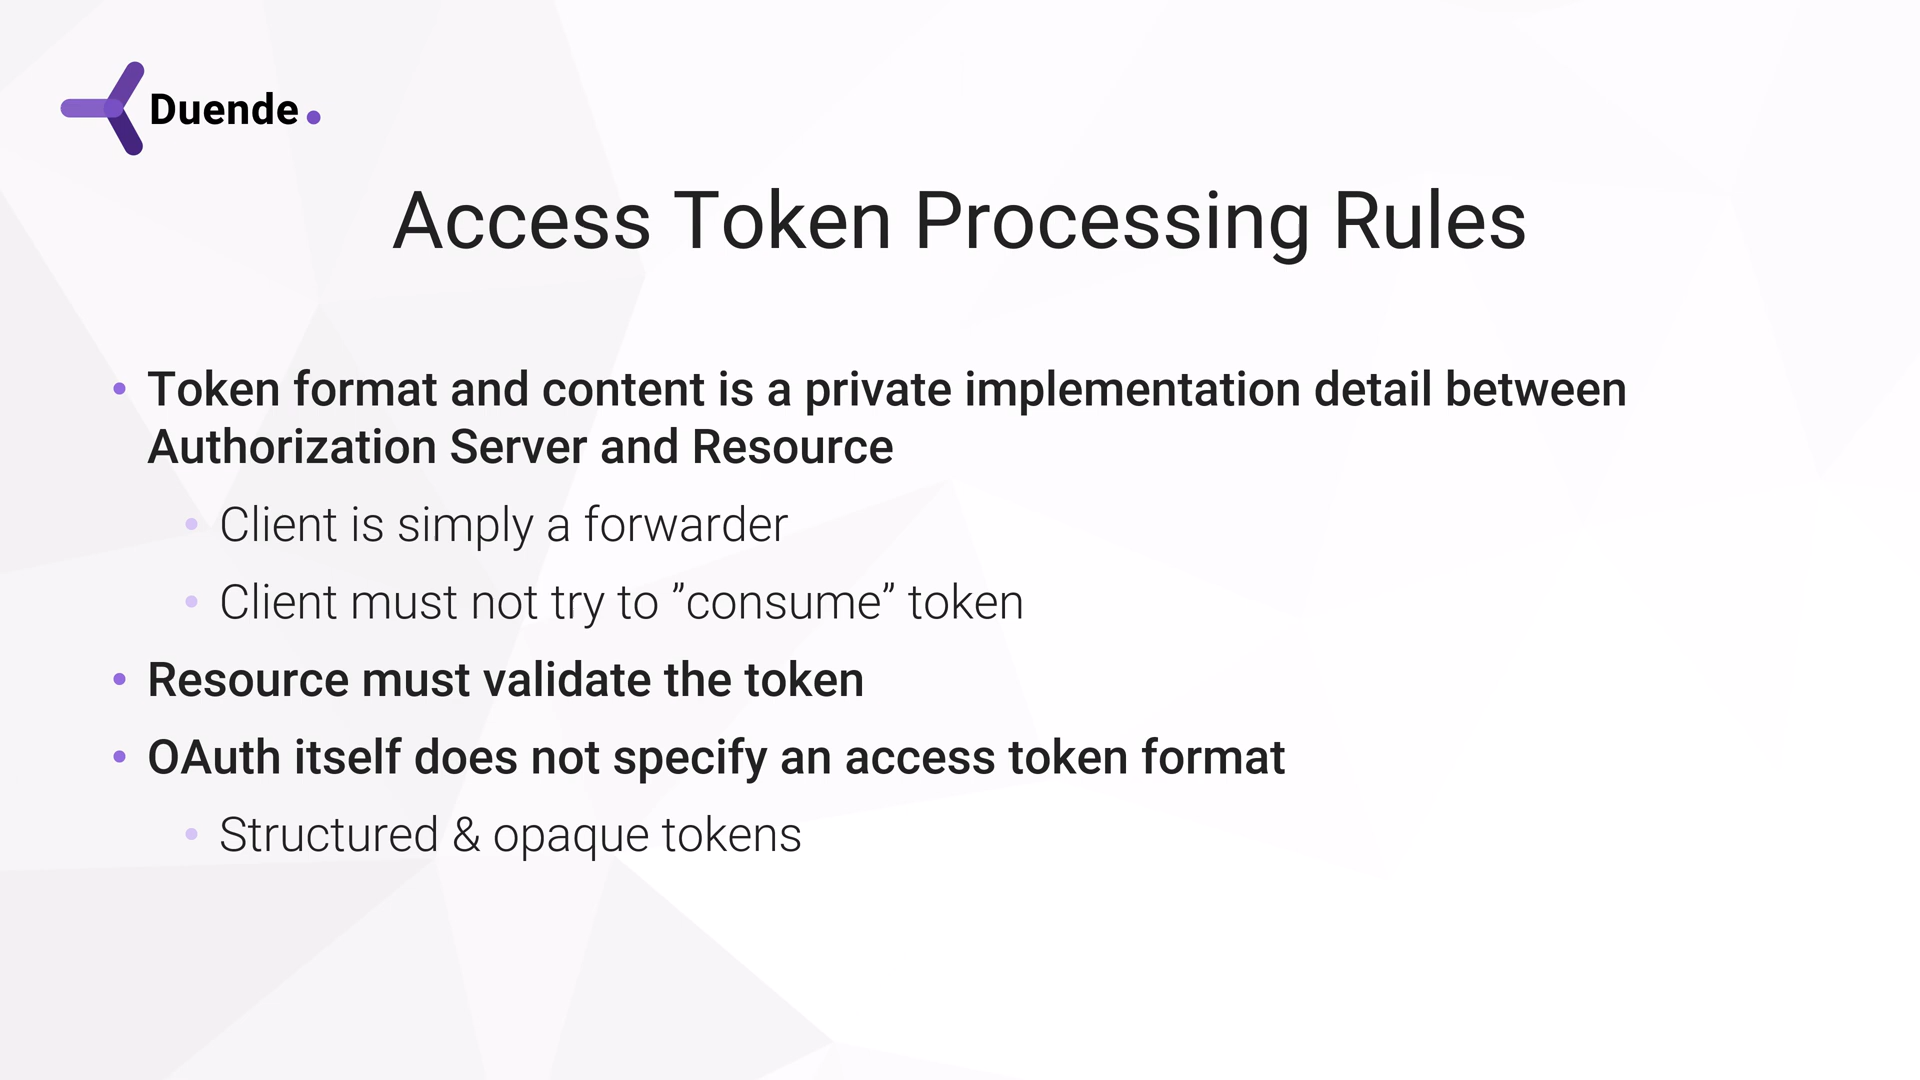 Duende.
Access Token Processing Rules
• Token format and content is a private implementation detail between
Authorization Server and Resource
• Client is simply a forwarder
• Client must not try to ”consume” token
• Resource must validate the token
• OAuth itself does not specify an access token format
• Structured & opaque tokens